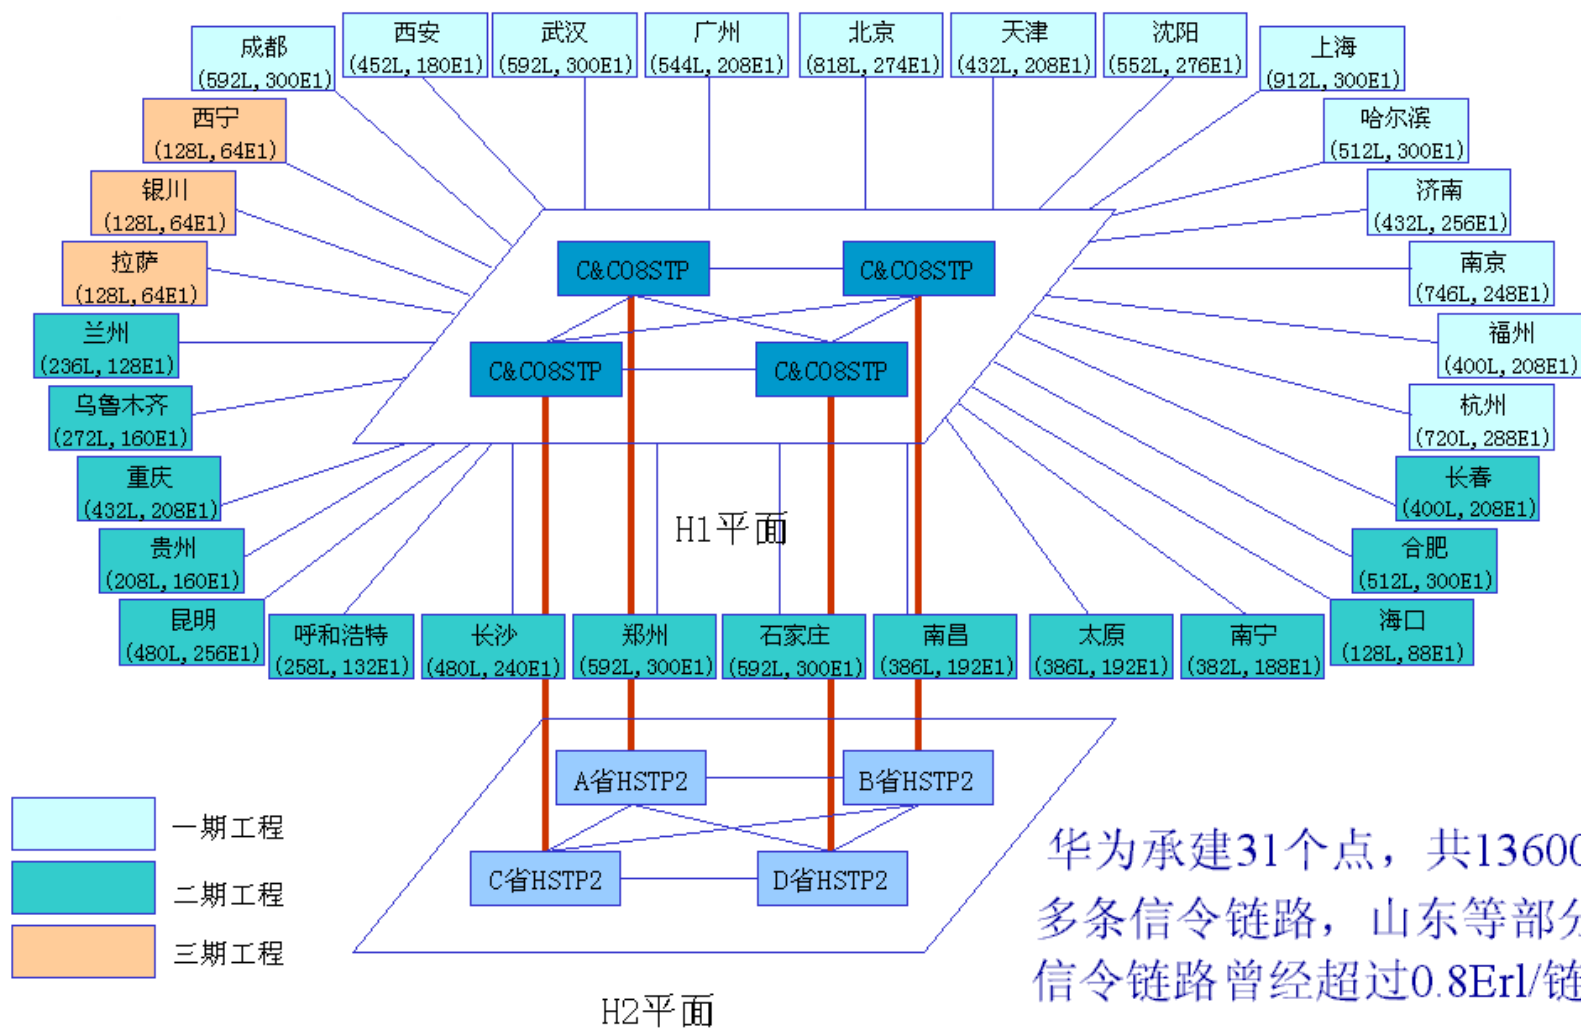 成都
(592L,300E1)
西安
(452L,180E1)
武汉
(592L,300E1)
广州
(544L,208E1)
北京
(818L,274E1)
天津
(432L,208E1)
沈阳
(552L,276E1)
上海
(912L,300E1)
西宁
(128L,64E1)
哈尔滨
(512L,300E1)
银川
(128L,64E1)
济南
(432L,256E1)
拉萨
(128L,64E1)
南京
(746L,248E1)
C&C08STP
C&C08STP
兰州
(236L,128E1)
福州
(400L,208E1)
C&C08STP
C&C08STP
乌鲁木齐
(272L,160E1)
杭州
(720L,288E1)
重庆
(432L,208E1)
长春
(400L,208E1)
H1平面
贵州
(208L,160E1)
合肥
(512L,300E1)
昆明
(480L,256E1)
呼和浩特
(258L,132E1)
长沙
(480L,240E1)
郑州
(592L,300E1)
石家庄
(592L,300E1)
南昌
(386L,192E1)
太原
(386L,192E1)
南宁
(382L,188E1)
海口
(128L,88E1)
A省HSTP2
B省HSTP2
C省HSTP2
D省HSTP2
一期工程
二期工程
三期工程
华为承建31个点，共13600
多条信令链路，山东等部分
信令链路曾经超过0.8Erl/链
H2平面